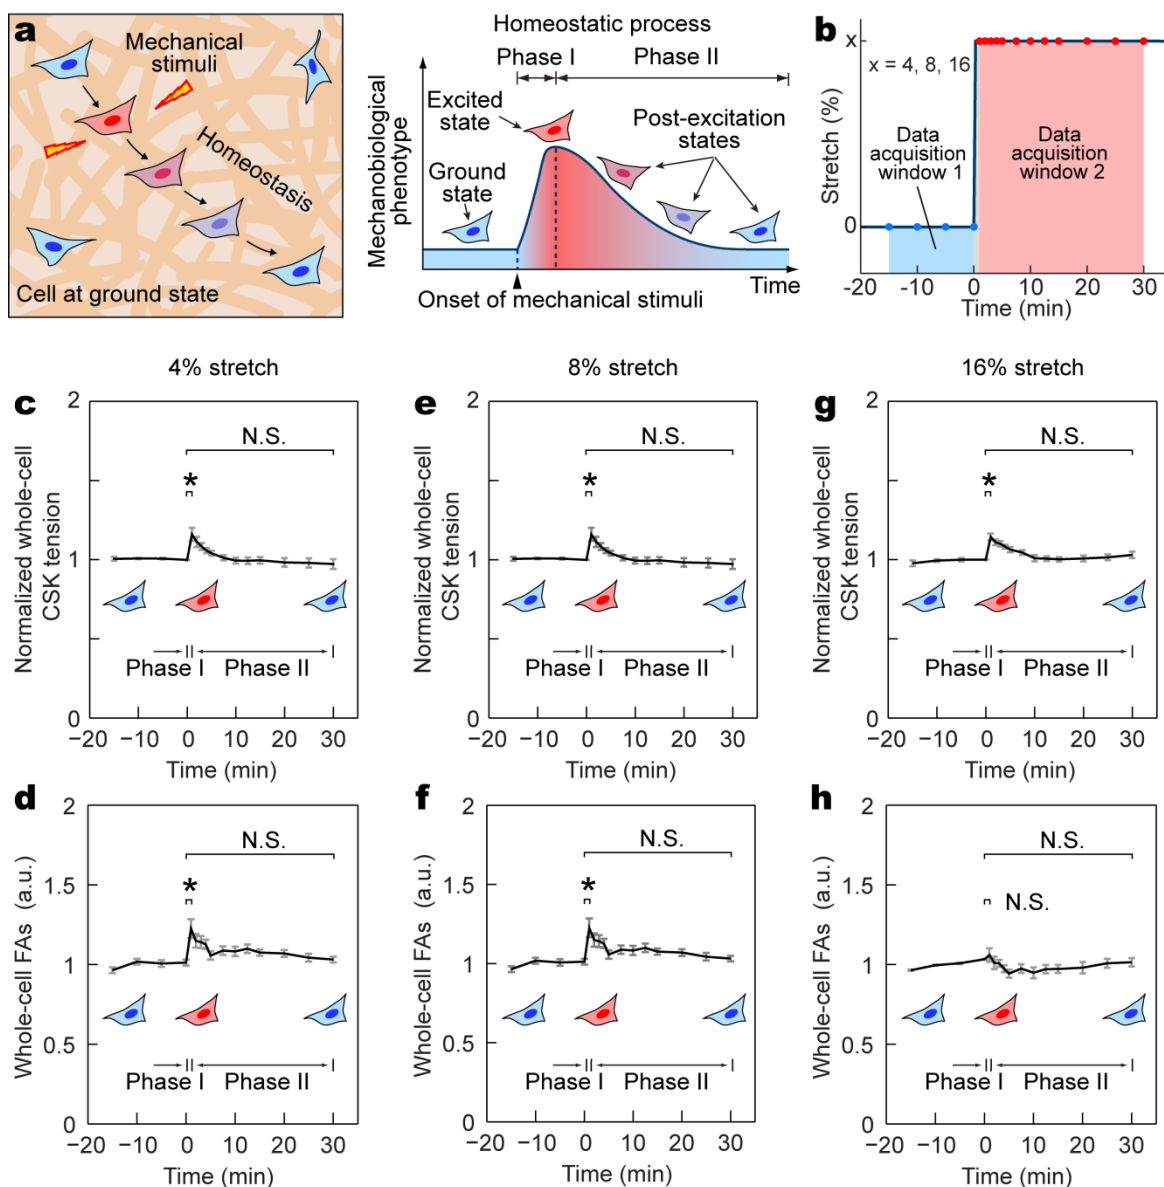 a
Mechanical
stimuli
Homeostasis
Cell at ground state
Homeostatic process
Phase I
Phase II
Mechanobiological
phenotype
Excited
state
Ground
state
Post-excitation
states
Onset of mechanical stimuli
Time
b
Stretch (%)
x
x = 4, 8, 16
Data
acquisition
window 1
Data
acquisition
window 2
0
-20 -10 0 10 20 30
Time (min)
4% stretch
8% stretch
16% stretch
c
Normalized whole-cell
CSK tension
2
1
0
N.S.
*
Phase I
Phase II
−20 −10 0 10 20 30
Time (min)
e
Normalized whole-cell
CSK tension
2
1
0
N.S.
*
Phase I
Phase II
−20 −10 0 10 20 30
Time (min)
g
Normalized whole-cell
CSK tension
2
1
0
N.S.
*
Phase I
Phase II
−20 −10 0 10 20 30
Time (min)
d
Whole-cell FAs (a.u.)
2
1.5
1
0.5
0
N.S.
*
Phase I
Phase II
−20 −10 0 10 20 30
Time (min)
f
Whole-cell FAs (a.u.)
2
1.5
1
0.5
0
N.S.
*
Phase I
Phase II
−20 −10 0 10 20 30
Time (min)
h
Whole-cell FAs (a.u.)
2
1.5
1
0.5
0
N.S.
N.S.
Phase I
Phase II
−20 −10 0 10 20 30
Time (min)